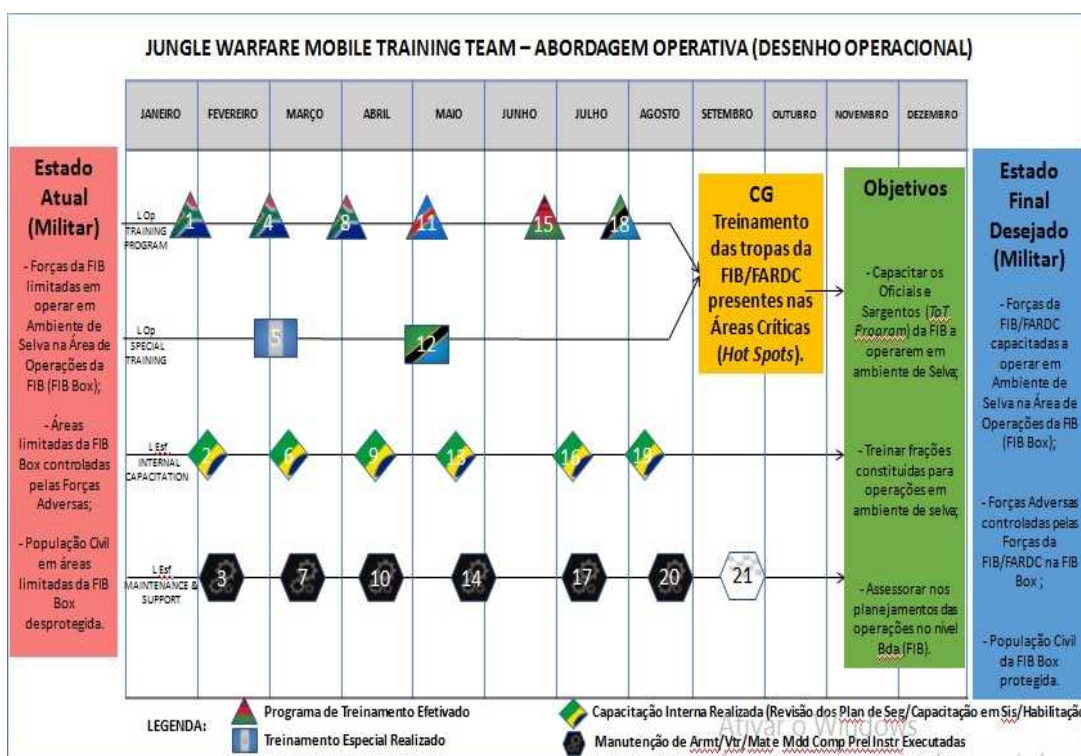 JUNGLE WARFARE MOBILE TRAINING TEAM – ABORDAGEM OPERATIVA (DESENHO OPERACIONAL)
JANEIRO FEVEREIRO MARÇO ABRIL MAIO JUNHO JULHO AGOSTO SETEMBRO OUTUBRO NOVEMBRO DEZEMBRO
Estado
Atual
(Militar)
- Forças da FIB
limitadas em
operar em
Ambiente de
Selva na Área de
Operações da
FIB (FIB Box);
- Áreas
limitadas da FIB
Box controladas
pelas Forças
Adversas;
- População Civil
em áreas
limitadas da FIB
Box
desprotegida.
L Op
TRAINING
PROGRAM
1 4 8 11 15 18
L Op
SPECIAL
TRAINING
5 12
L Esf
INTERNAL
CAPACITATION
2 6 9 13 16 19
L Esf
MAINTENANCE &
SUPPORT
3 7 10 14 17 20 21
CG
Treinamento
das tropas da
FIB/FARDC
presentes nas
Áreas Críticas
(Hot Spots).
Objetivos
- Capacitar os
Oficiais e
Sargentos (ToT
Program) da FIB a
operarem em
ambiente de Selva;
-Treinar frações
constituidas para
operações em
ambiente de selva;
- Assessorar nos
planejamentos das
operações no nível
Bda (FIB).
Estado
Final
Desejado
(Militar)
- Forças da
FIB/FARDC
capacitadas a
operar em
Ambiente de
Selva na Área de
Operações da FIB
(FIB Box);
- Forças Adversas
controladas pelas
Forças da
FIB/FARDC na FIB
Box ;
- População Civil
da FIB Box
protegida.
LEGENDA:
Programa de Treinamento Efetivado
Treinamento Especial Realizado
Capacitação Interna Realizada (Revisão dos Plan de Seg/Capacitação em Sis/Habilitação
Manutenção de Armt/Vtr/Mat e Mdd Comp Prel Instr Executadas
Ativar o Windows